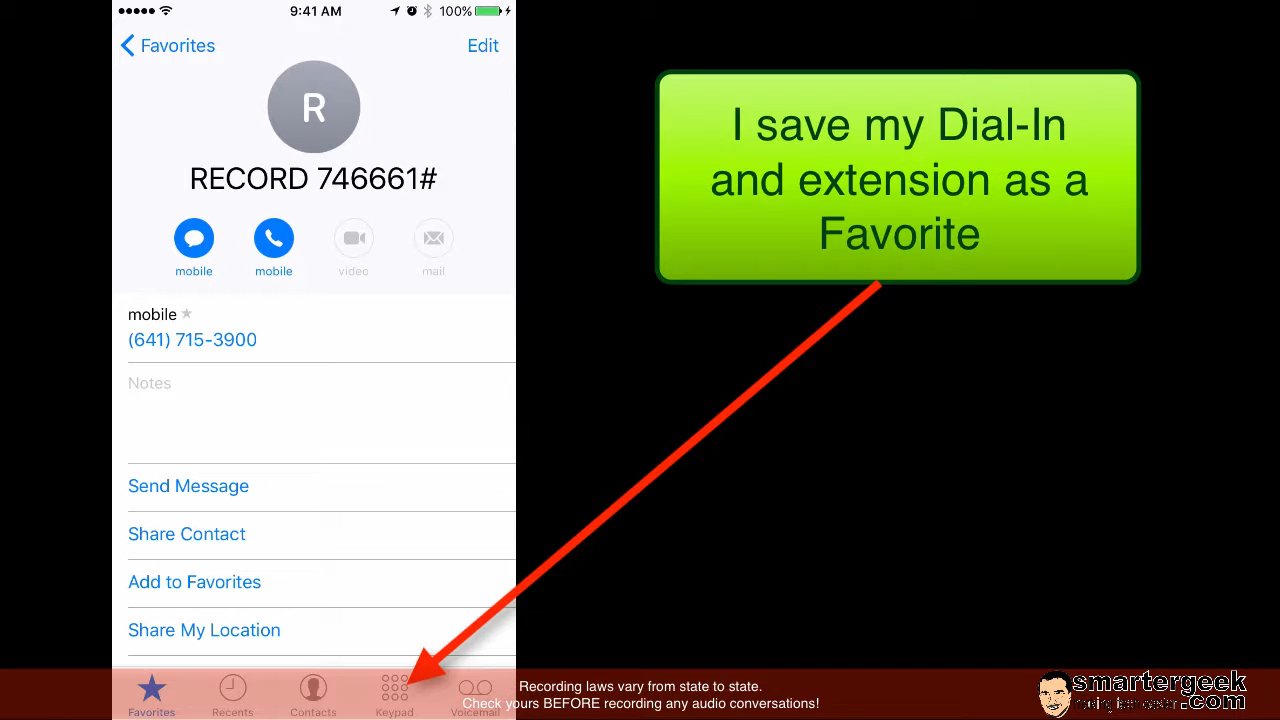 9:41 AM
100%
Favorites
Edit
R
RECORD 746661#
mobile
mobile
video
mail
mobile
(641) 715-3900
Notes
Send Message
Share Contact
Add to Favorites
Share My Location
Favorites
Recents
Contacts
Keypad
Voicemail
I save my Dial-In
and extension as a
Favorite
Recording laws vary from state to state.
Check yours BEFORE recording any audio conversations!
smartergeek
.com